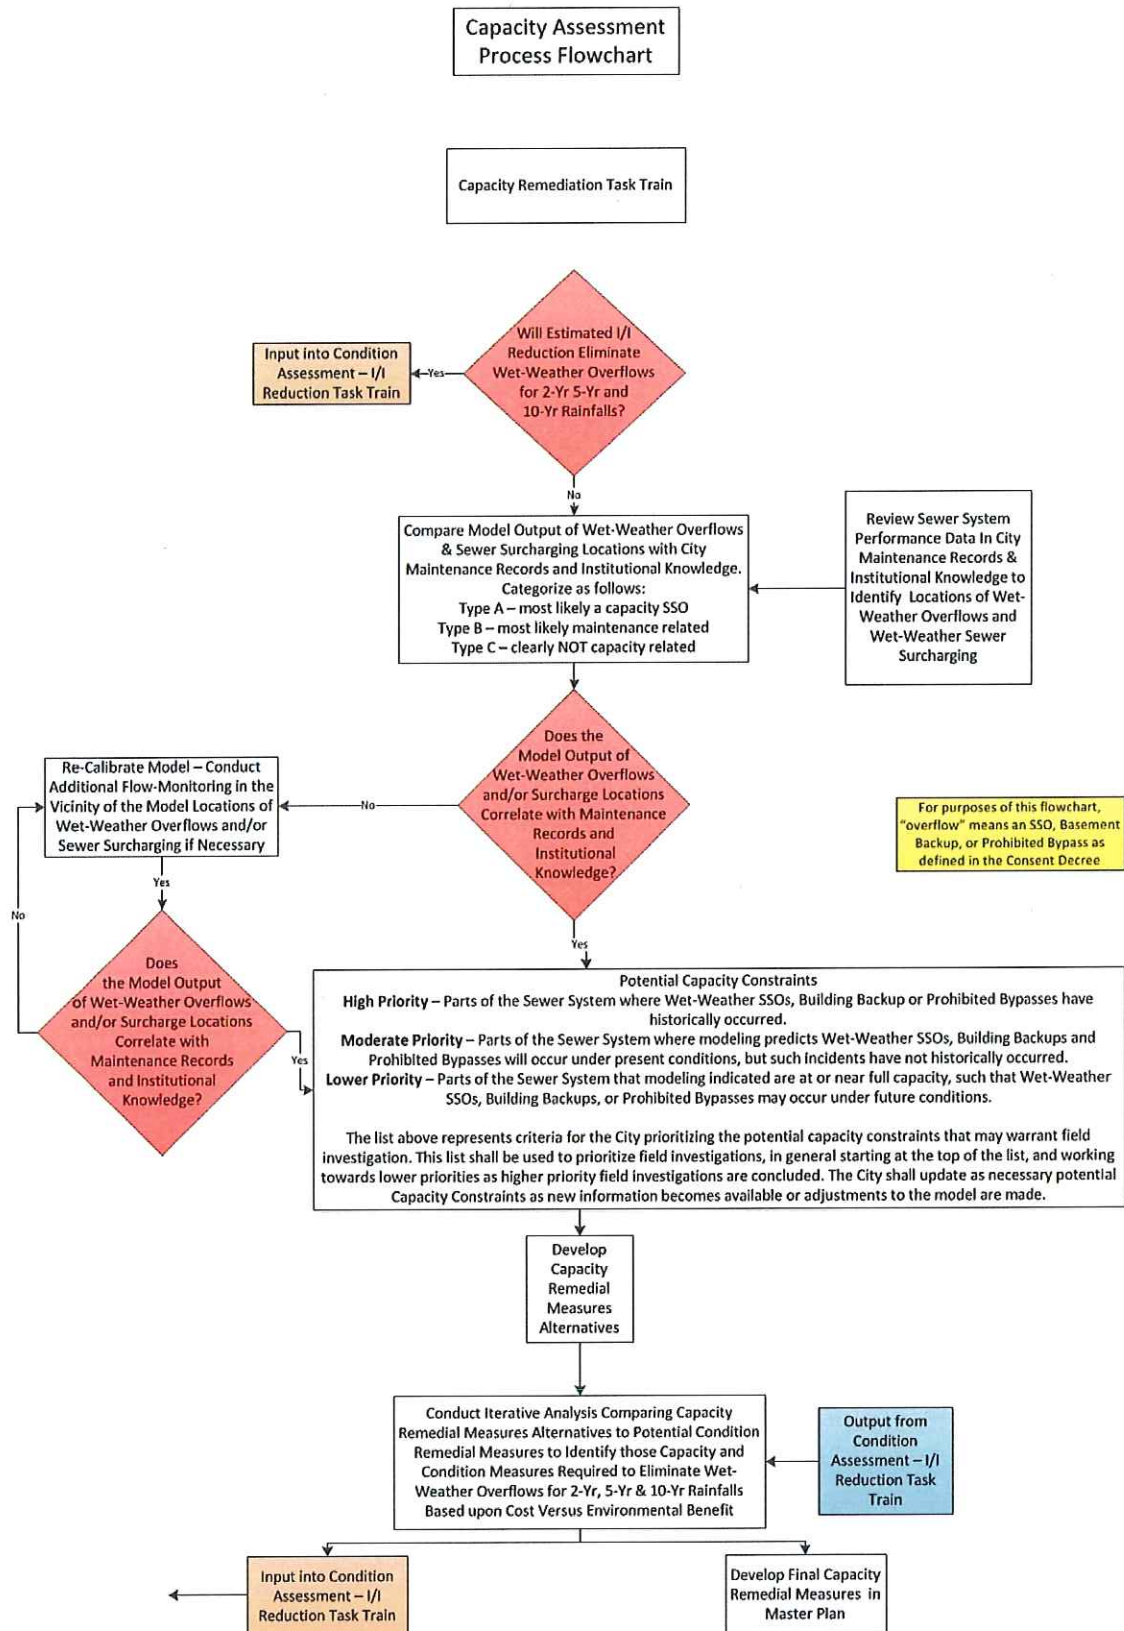 Capacity Assessment
Process Flowchart
Capacity Remediation Task Train
Will Estimated I/I
Reduction Eliminate
Wet-Weather Overflows
for 2-Yr 5-Yr and
10-Yr Rainfalls?
Yes
Input into Condition
Assessment – I/I
Reduction Task Train
No
Compare Model Output of Wet-Weather Overflows
& Sewer Surcharging Locations with City
Maintenance Records and Institutional Knowledge.
Categorize as follows:
Type A – most likely a capacity SSO
Type B – most likely maintenance related
Type C – clearly NOT capacity related
Review Sewer System
Performance Data In City
Maintenance Records &
Institutional Knowledge to
Identify Locations of Wet-
Weather Overflows and
Wet-Weather Sewer
Surcharging
Does the
Model Output of
Wet-Weather Overflows
and/or Surcharge Locations
Correlate with Maintenance
Records and
Institutional
Knowledge?
No
Re-Calibrate Model – Conduct
Additional Flow-Monitoring in the
Vicinity of the Model Locations of
Wet-Weather Overflows and/or
Sewer Surcharging if Necessary
For purposes of this flowchart,
"overflow" means an SSO, Basement
Backup, or Prohibited Bypass as
defined in the Consent Decree
Yes
No
Does
the Model Output
of Wet-Weather Overflows
and/or Surcharge Locations
Correlate with
Maintenance Records
and Institutional
Knowledge?
Yes
Yes
Potential Capacity Constraints
High Priority – Parts of the Sewer System where Wet-Weather SSOs, Building Backup or Prohibited Bypasses have
historically occurred.
Moderate Priority – Parts of the Sewer System where modeling predicts Wet-Weather SSOs, Building Backups and
Prohibited Bypasses will occur under present conditions, but such incidents have not historically occurred.
Lower Priority – Parts of the Sewer System that modeling indicated are at or near full capacity, such that Wet-Weather
SSOs, Building Backups, or Prohibited Bypasses may occur under future conditions.
The list above represents criteria for the City prioritizing the potential capacity constraints that may warrant field
investigation. This list shall be used to prioritize field investigations, in general starting at the top of the list, and working
towards lower priorities as higher priority field investigations are concluded. The City shall update as necessary potential
Capacity Constraints as new information becomes available or adjustments to the model are made.
Develop
Capacity
Remedial
Measures
Alternatives
Conduct Iterative Analysis Comparing Capacity
Remedial Measures Alternatives to Potential Condition
Remedial Measures to Identify those Capacity and
Condition Measures Required to Eliminate Wet-
Weather Overflows for 2-Yr, 5-Yr & 10-Yr Rainfalls
Based upon Cost Versus Environmental Benefit
Output from
Condition
Assessment – I/I
Reduction Task
Train
Input into Condition
Assessment – I/I
Reduction Task Train
Develop Final Capacity
Remedial Measures in
Master Plan